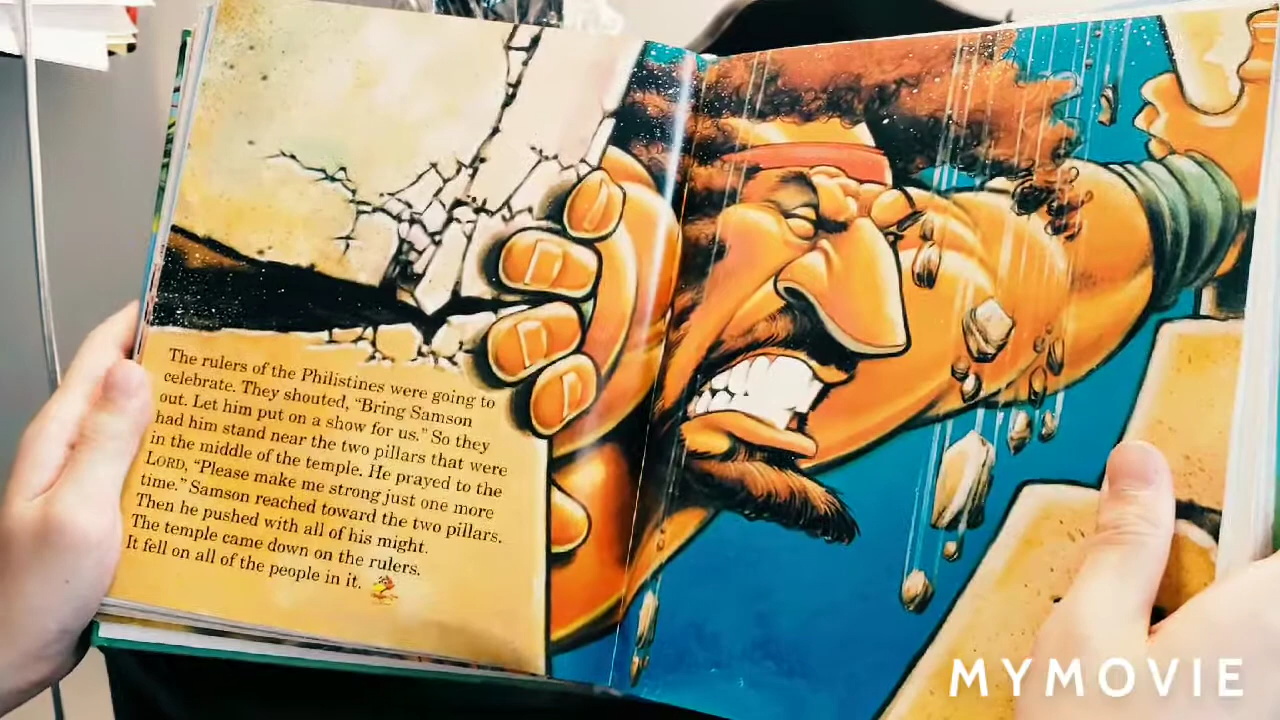 The rulers of the Philistines were going to
celebrate. They shouted, “Bring Samson
out. Let him put on a show for us.” So they
had him stand near the two pillars that were
in the middle of the temple. He prayed to the
LORD, “Please make me strong just one more
time.” Samson reached toward the two pillars.
Then he pushed with all of his might.
The temple came down on the rulers.
It fell on all of the people in it.
MYMOVIE